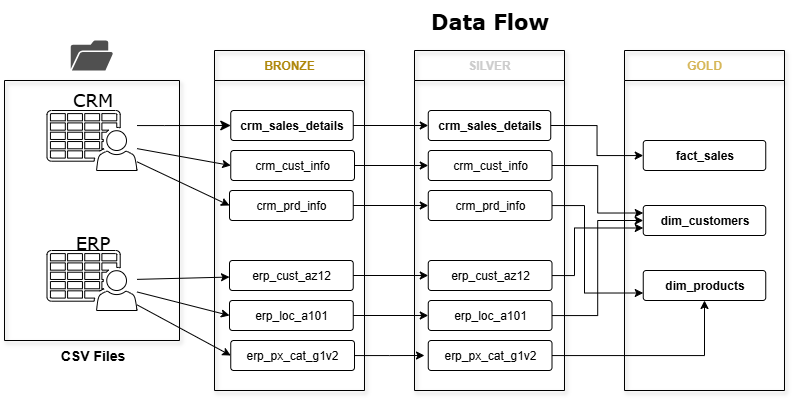 Data Flow
BRONZE
SILVER
GOLD
CRM
crm_sales_details
crm_sales_details
fact_sales
crm_cust_info
crm_cust_info
crm_prd_info
crm_prd_info
dim_customers
ERP
erp_cust_az12
erp_cust_az12
dim_products
erp_loc_a101
erp_loc_a101
erp_px_cat_g1v2
erp_px_cat_g1v2
CSV Files